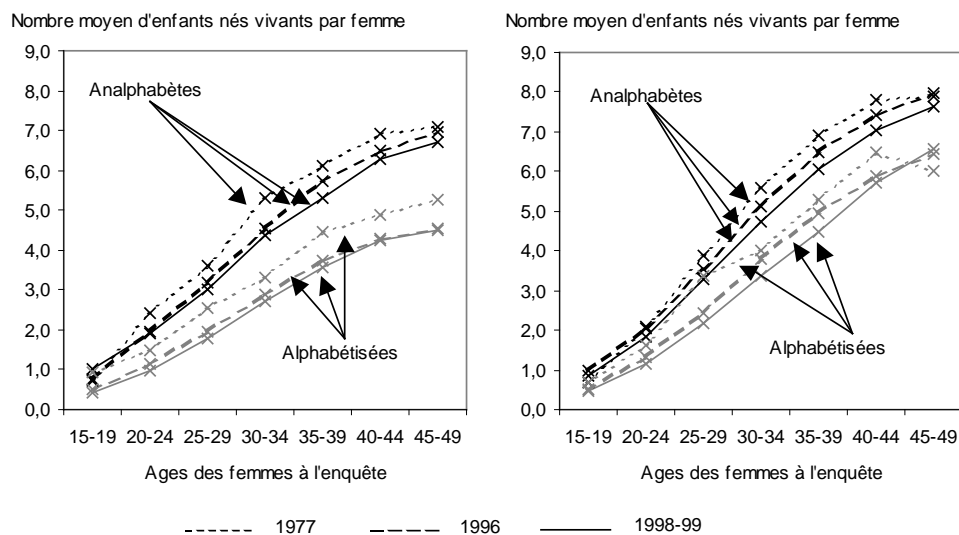 Nombre moyen d'enfants nés vivants par femme
9,0
8,0
7,0
6,0
5,0
4,0
3,0
2,0
1,0
0,0
Analphabètes
Alphabétisées
15-19 20-24 25-29 30-34 35-39 40-44 45-49
Ages des femmes à l'enquête
Nombre moyen d'enfants nés vivants par femme
9,0
8,0
7,0
6,0
5,0
4,0
3,0
2,0
1,0
0,0
Analphabètes
Alphabétisées
15-19 20-24 25-29 30-34 35-39 40-44 45-49
Ages des femmes à l'enquête
1977 1996 1998-99